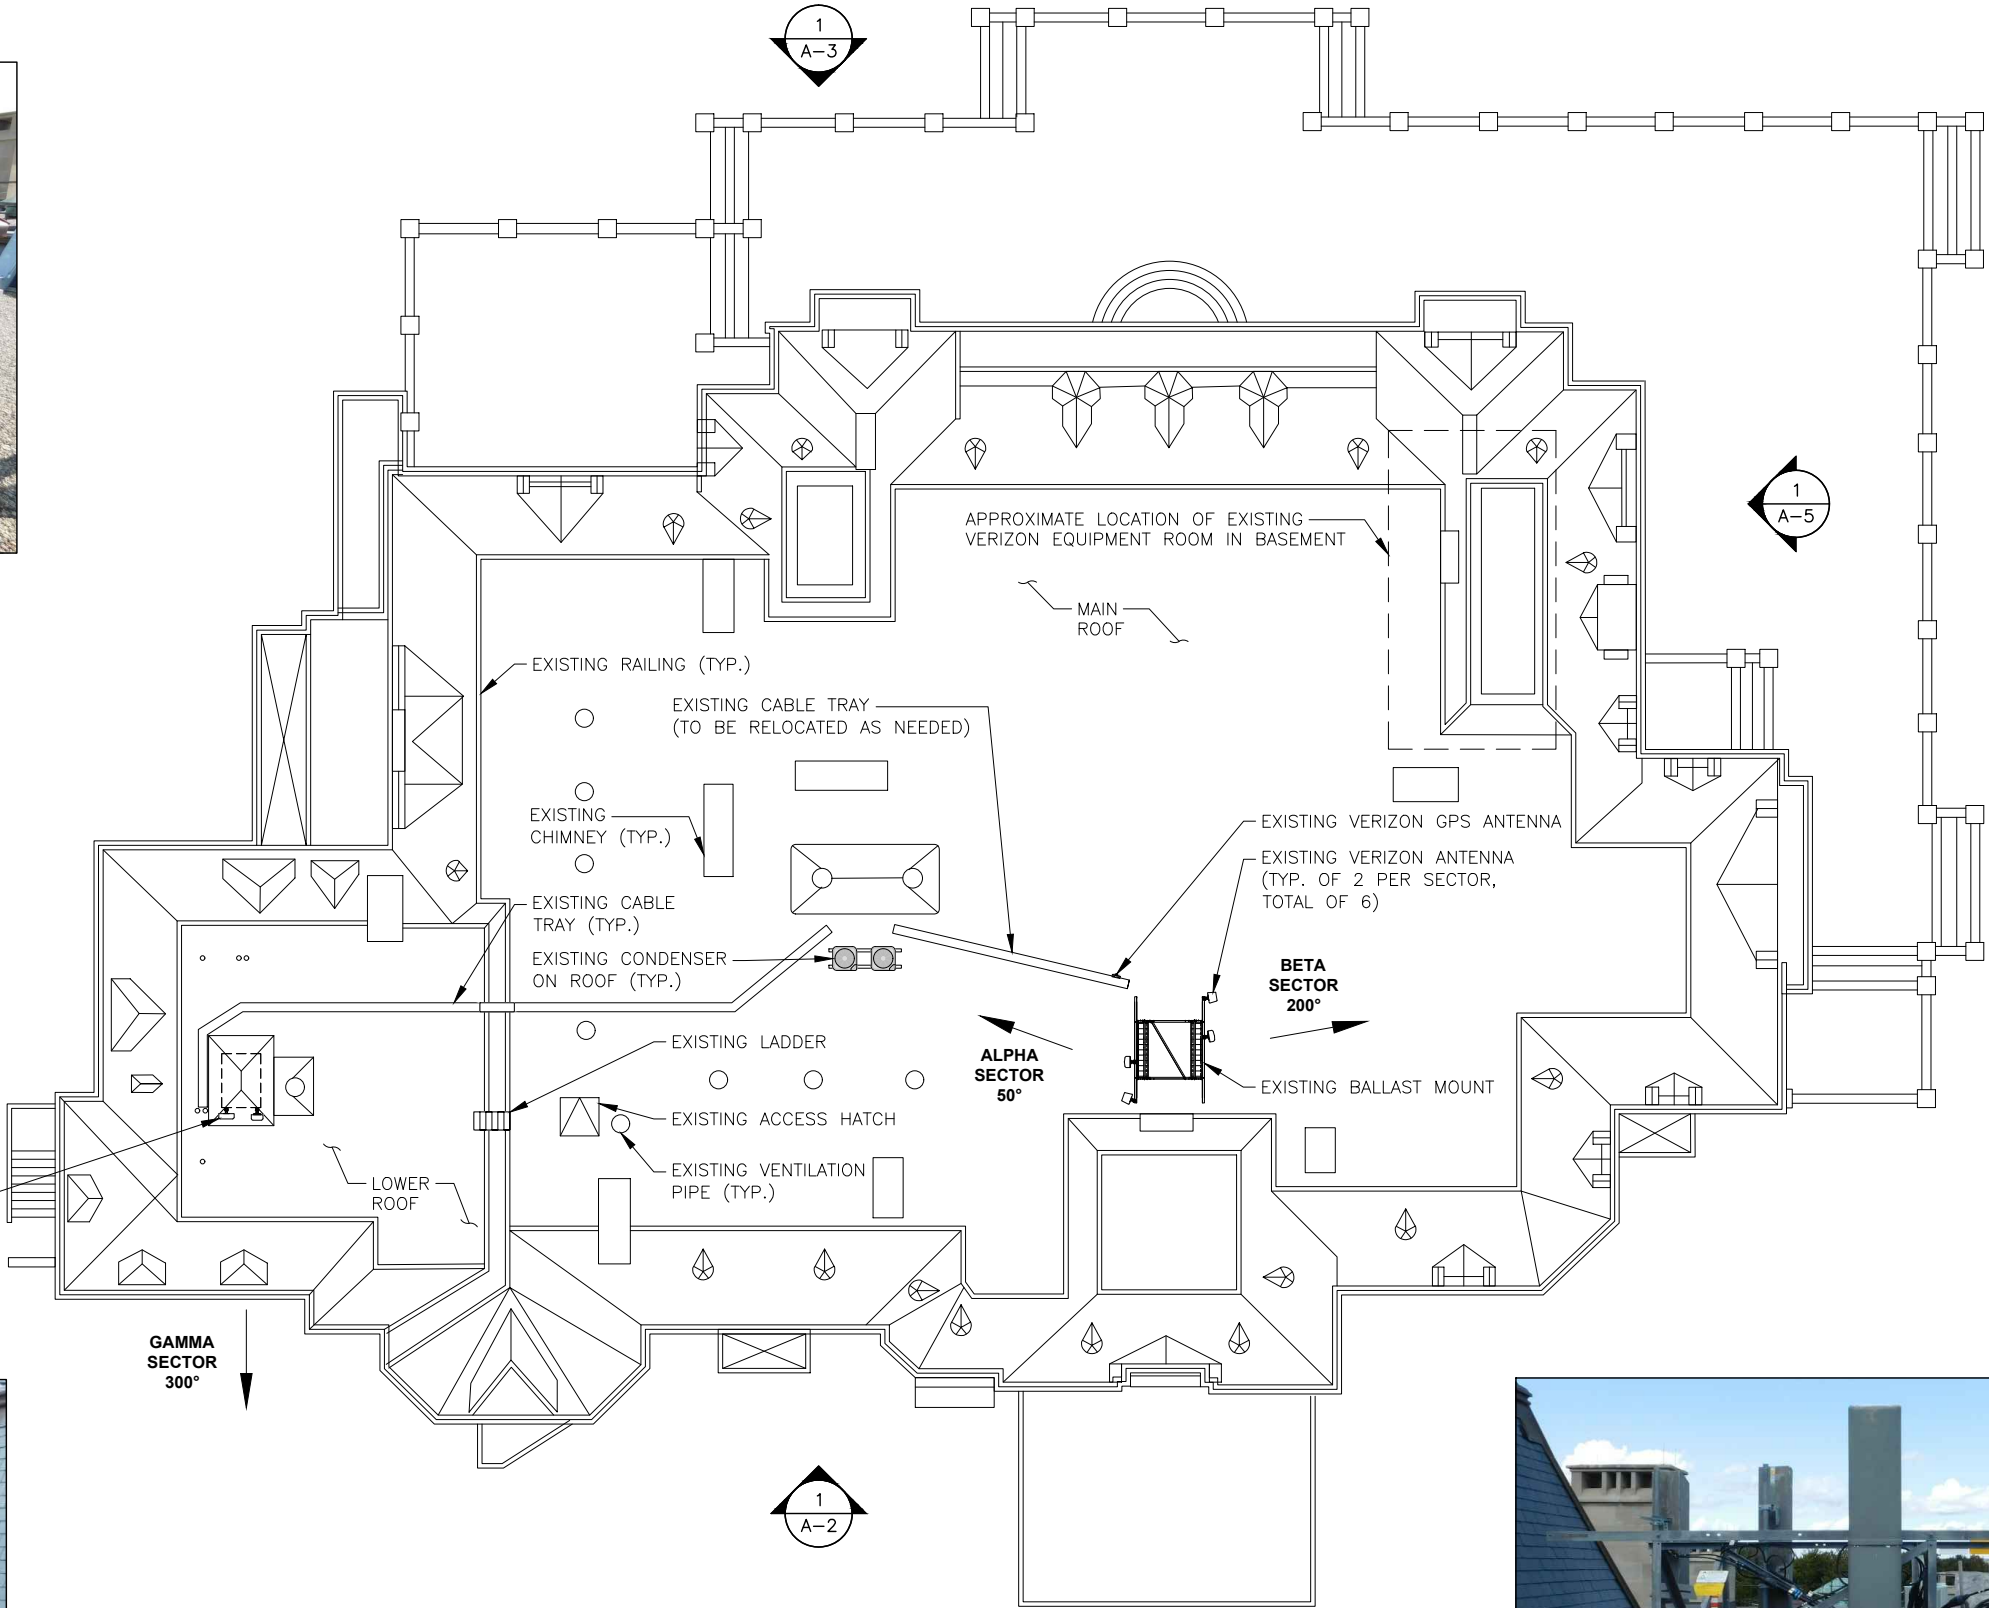 1
A-3
APPROXIMATE LOCATION OF EXISTING
VERIZON EQUIPMENT ROOM IN BASEMENT
1
A-5
MAIN
ROOF
EXISTING RAILING (TYP.)
EXISTING CABLE TRAY
(TO BE RELOCATED AS NEEDED)
EXISTING
CHIMNEY (TYP.)
EXISTING VERIZON GPS ANTENNA
EXISTING VERIZON ANTENNA
(TYP. OF 2 PER SECTOR,
TOTAL OF 6)
EXISTING CABLE
TRAY (TYP.)
EXISTING CONDENSER
ON ROOF (TYP.)
BETA
SECTOR
200°
EXISTING LADDER
ALPHA
SECTOR
50°
EXISTING BALLAST MOUNT
EXISTING ACCESS HATCH
EXISTING VENTILATION
PIPE (TYP.)
LOWER
ROOF
GAMMA
SECTOR
300°
1
A-2